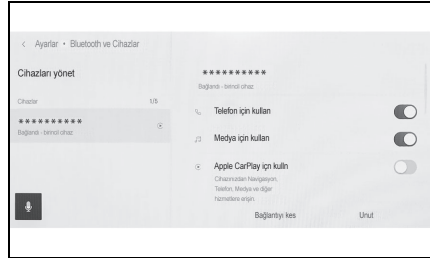 Ayarlar • Bluetooth ve Cihazlar
Cihazları yönet
Cihazlar 1/5
**********
Bağlandı - birincil cihaz
**********
Bağlandı - birincil cihaz
Telefon için kullan
Medya için kullan
Apple CarPlay içn kulln
Cihazınızdan Navigasyon,
Telefon, Medya ve diğer
hizmetlere erişin.
Bağlantıyı kes Unut